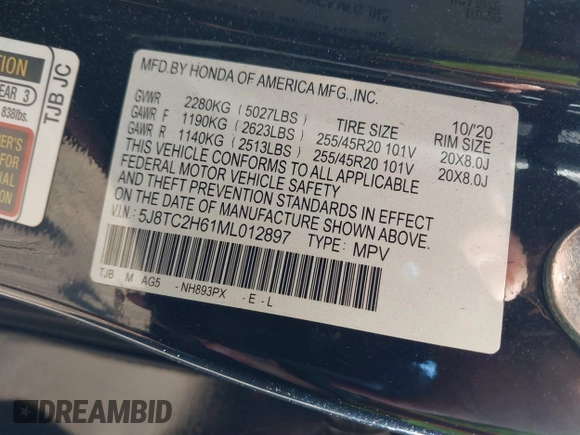 MFD.BY HONDA OF AMERICA MFG.,INC.
10/'20
GVWR 2280KG (5027LBS) TIRE SIZE RIM SIZE
GAWR F 1190KG (2623LBS) 255/45R20 101V 20X8.0J
GAWR R 1140KG (2513LBS) 255/45R20 101V 20X8.0J
THIS VEHICLE CONFORMS TO ALL APPLICABLE
FEDERAL MOTOR VEHICLE SAFETY
AND THEFT PREVENTION STANDARDS IN EFFECT
ON THE DATE OF MANUFACTURE SHOWN ABOVE.
V.I.N.: 5J8TC2H61ML012897 TYPE: MPV
TJB M AG5 -NH893PX -E-L
TJB JC
EAR 3
838lbs.
DREAMBID